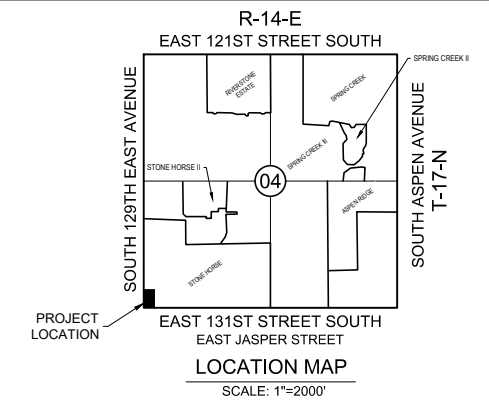 R-14-E
EAST 121ST STREET SOUTH
SPRING CREEK II
RIVERSTONE
ESTATE
SPRING CREEK
SOUTH 129TH EAST AVENUE
SOUTH ASPEN AVENUE
T-17-N
STONE HORSE II
SPRING CREEK III
04
ASPEN RIDGE
STONE HORSE
PROJECT
LOCATION
EAST 131ST STREET SOUTH
EAST JASPER STREET
LOCATION MAP
SCALE: 1"=2000'